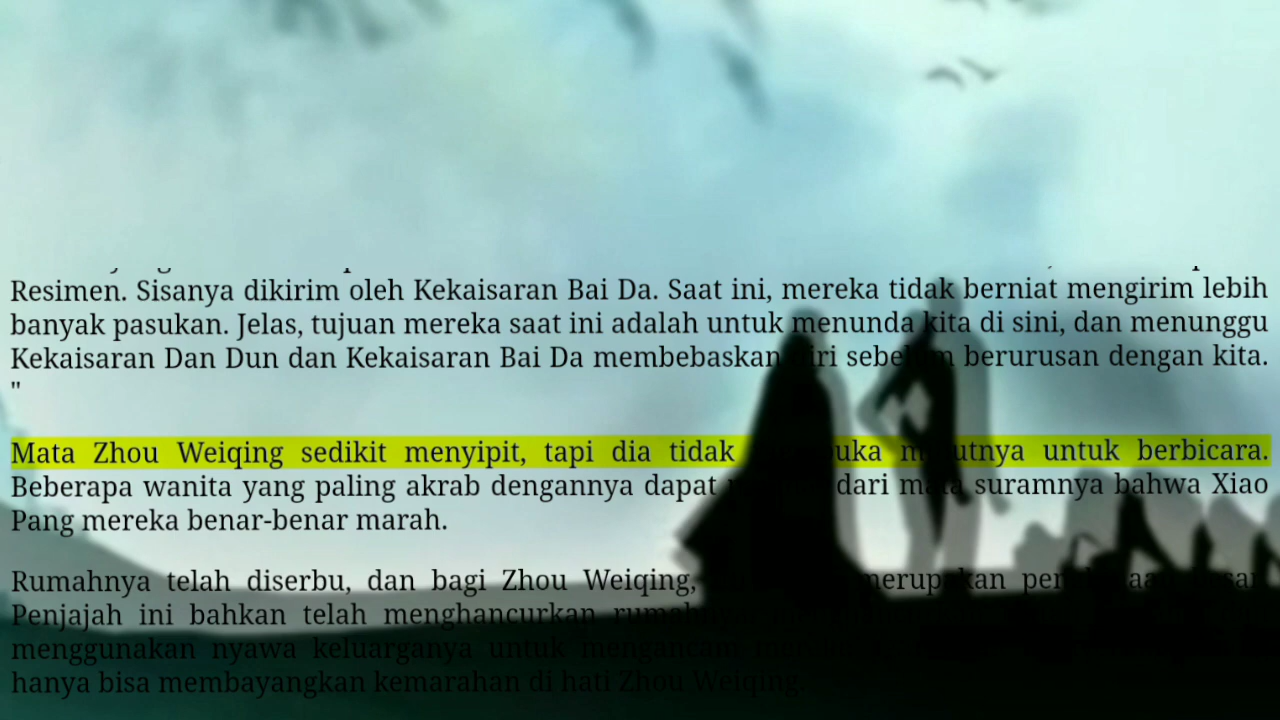 Resimen. Sisanya dikirim oleh Kekaisaran Bai Da. Saat ini, mereka tidak berniat mengirim lebih
banyak pasukan. Jelas, tujuan mereka saat ini adalah untuk menunda kita di sini, dan menunggu
Kekaisaran Dan Dun dan Kekaisaran Bai Da membebaskan diri sebelum berurusan dengan kita.
"
Mata Zhou Weiqing sedikit menyipit, tapi dia tidak membuka mulutnya untuk berbicara.
Beberapa wanita yang paling akrab dengannya dapat dari mata suramnya bahwa Xiao
Pang mereka benar-benar marah.
Rumahnya telah diserbu, dan bagi Zhou Weiqing, merupakan
Penjajah ini bahkan telah menghancurkan rumahnya,
menggunakan nyawa keluarganya untuk mengancam
hanya bisa membayangkan kemarahan di hati Zhou Weiqing.